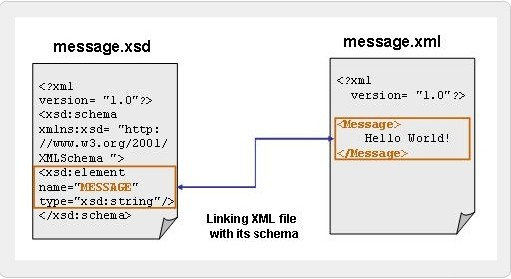 message.xsd
<?xml
version= "1.0"?>
<xsd:schema
xmlns:xsd= "http:
//www.w3.org/2001/
XMLSchema ">
<xsd:element
name="MESSAGE"
type="xsd:string"/>
</xsd:schema>
message.xml
<?xml
version= "1.0"?>
<Message>
Hello World!
</Message>
Linking XML file
with its schema